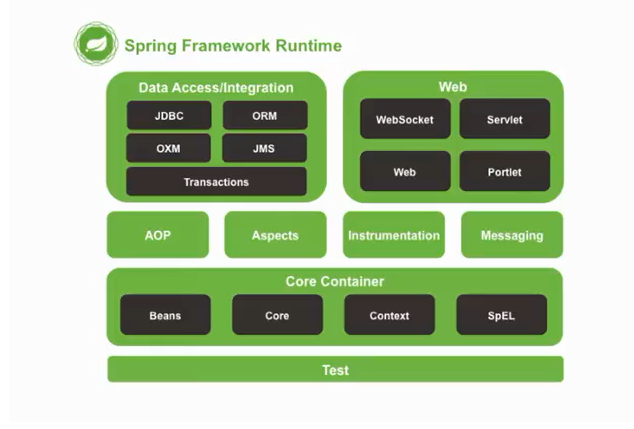 Spring Framework Runtime
Data Access/Integration
JDBC
ORM
OXM
JMS
Transactions
Web
WebSocket
Servlet
Web
Portlet
AOP
Aspects
Instrumentation
Messaging
Core Container
Beans
Core
Context
SpEL
Test